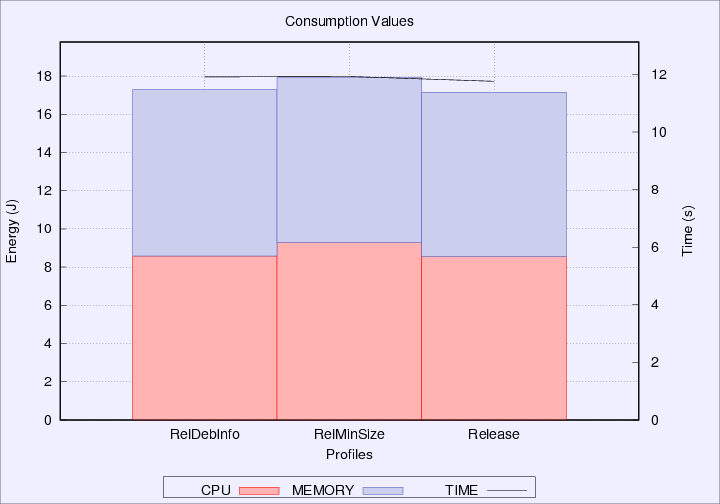 Consumption Values
18
16
14
12
10
8
6
4
2
0
Energy (J)
12
10
8
6
4
2
0
Time (s)
RelDebInfo RelMinSize Release
Profiles
CPU MEMORY TIME